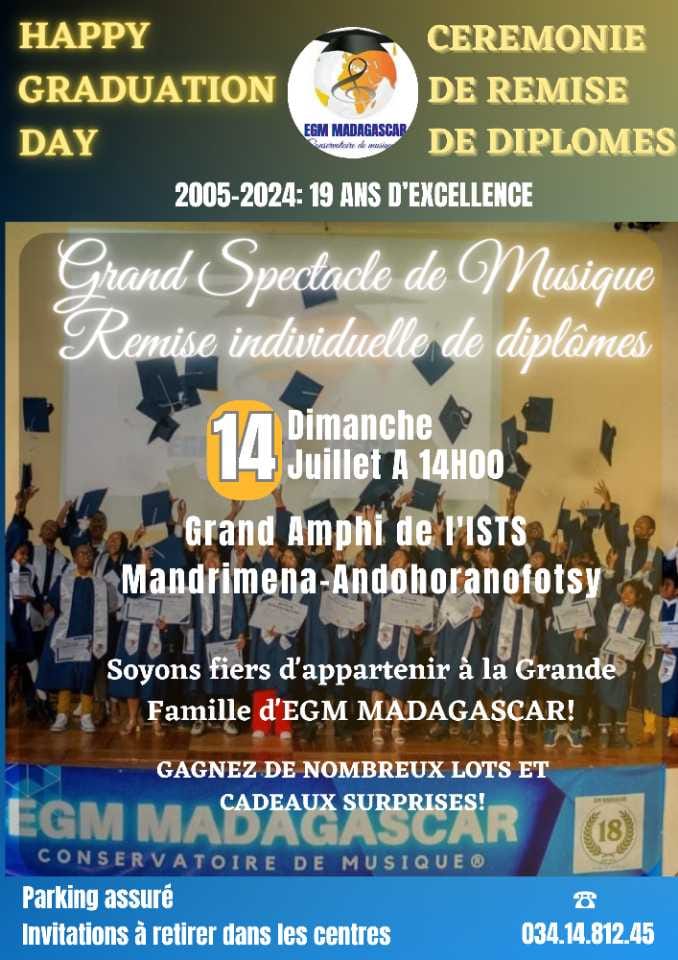 HAPPY
GRADUATION
DAY
EGM MADAGASCAR
Conservatoire de musique
CEREMONIE
DE REMISE
DE DIPLOMES
2005-2024: 19 ANS D'EXCELLENCE
Grand Spectacle de Musique
Remise individuelle de diplômes
14
Dimanche
Juillet A 14H00
Grand Amphi de l'ISTS
Mandrimena-Andohoranofotsy
Soyons fiers d'appartenir à la Grande
Famille d'EGM MADAGASCAR!
GAGNEZ DE NOMBREUX LOTS ET
CADEAUX SURPRISES!
EGM MADAGASCAR
CONSERVATOIRE DE MUSIQUE®
18
Parking assuré
Invitations à retirer dans les centres
☎
034.14.812.45